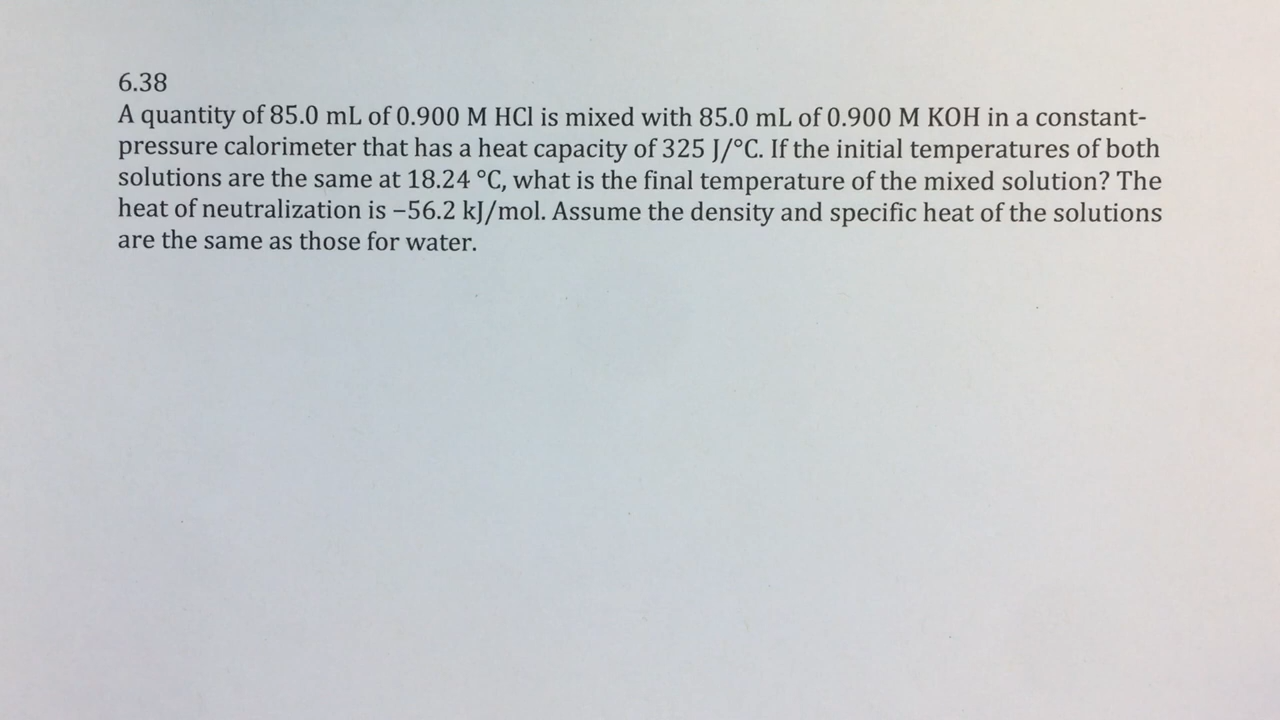 6.38
A quantity of 85.0 mL of 0.900 M HCl is mixed with 85.0 mL of 0.900 M KOH in a constant-
pressure calorimeter that has a heat capacity of 325 J/°C. If the initial temperatures of both
solutions are the same at 18.24 °C, what is the final temperature of the mixed solution? The
heat of neutralization is −56.2 kJ/mol. Assume the density and specific heat of the solutions
are the same as those for water.